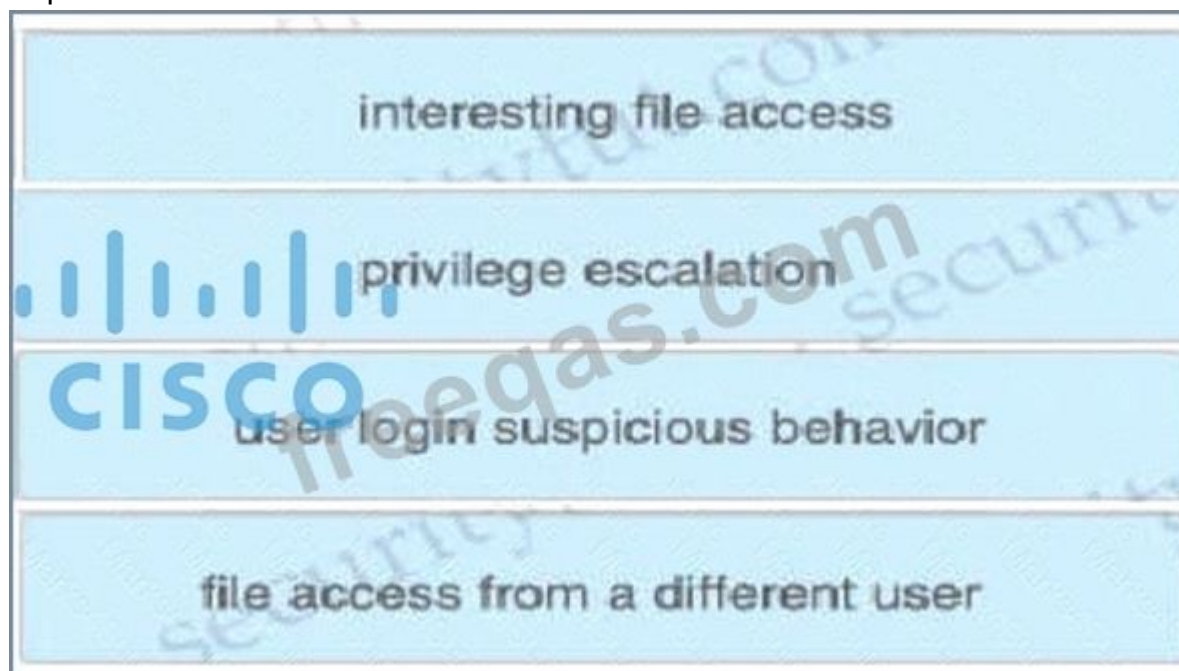 interesting file access
privilege escalation
CISCO
freeqas.com
user login suspicious behavior
file access from a different user